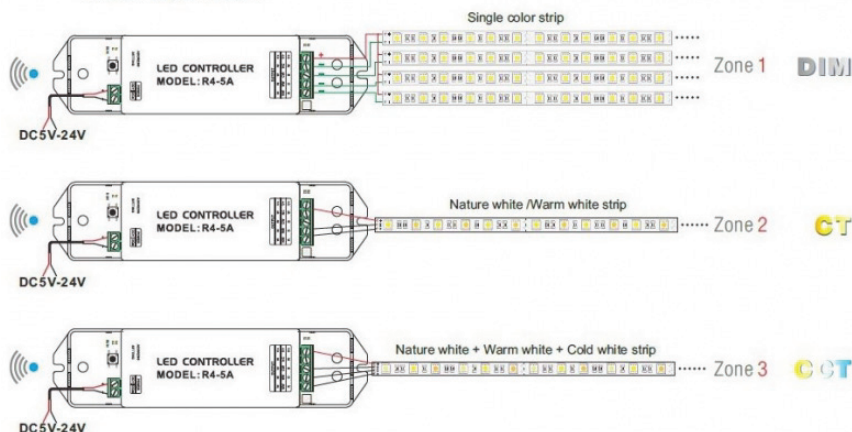 Single color strip
LED CONTROLLER
MODEL: R4-5A
Zone 1
DIM
DC5V-24V
Nature white /Warm white strip
LED CONTROLLER
MODEL: R4-5A
Zone 2
CT
DC5V-24V
Nature white + Warm white + Cold white strip
LED CONTROLLER
MODEL: R4-5A
Zone 3
CCT
DC5V-24V